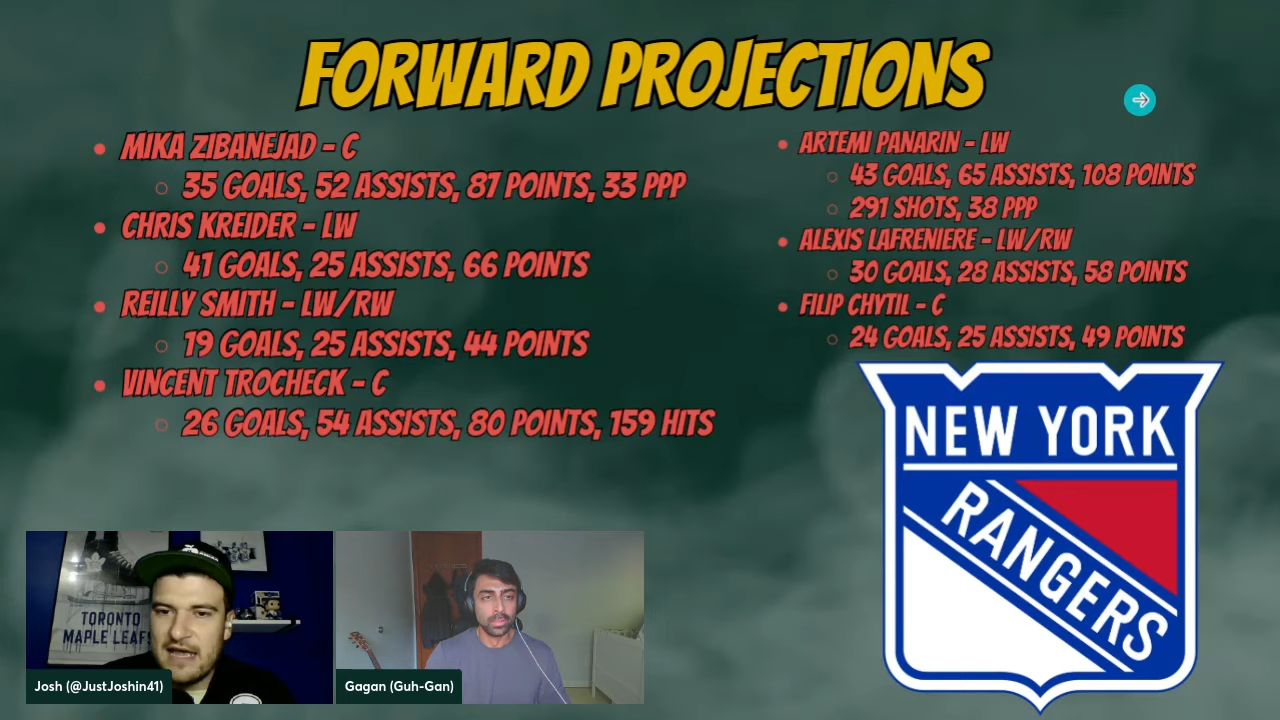 FORWARD PROJECTIONS
MIKA ZIBANEJAD - C
35 GOALS, 52 ASSISTS, 87 POINTS, 33 PPP
CHRIS KREIDER - LW
41 GOALS, 25 ASSISTS, 66 POINTS
REILLY SMITH - LW/RW
19 GOALS, 25 ASSISTS, 44 POINTS
VINCENT TROCHECK - C
26 GOALS, 54 ASSISTS, 80 POINTS, 159 HITS
ARTEMI PANARIN - LW
43 GOALS, 65 ASSISTS, 108 POINTS
291 SHOTS, 38 PPP
ALEXIS LAFRENIERE - LW/RW
30 GOALS, 28 ASSISTS, 58 POINTS
FILIP CHYTIL - C
24 GOALS, 25 ASSISTS, 49 POINTS
NEW YORK
RANGERS
TORONTO
MAPLE LEAFS
Josh (@JustJoshin41)
Gagan (Guh-Gan)